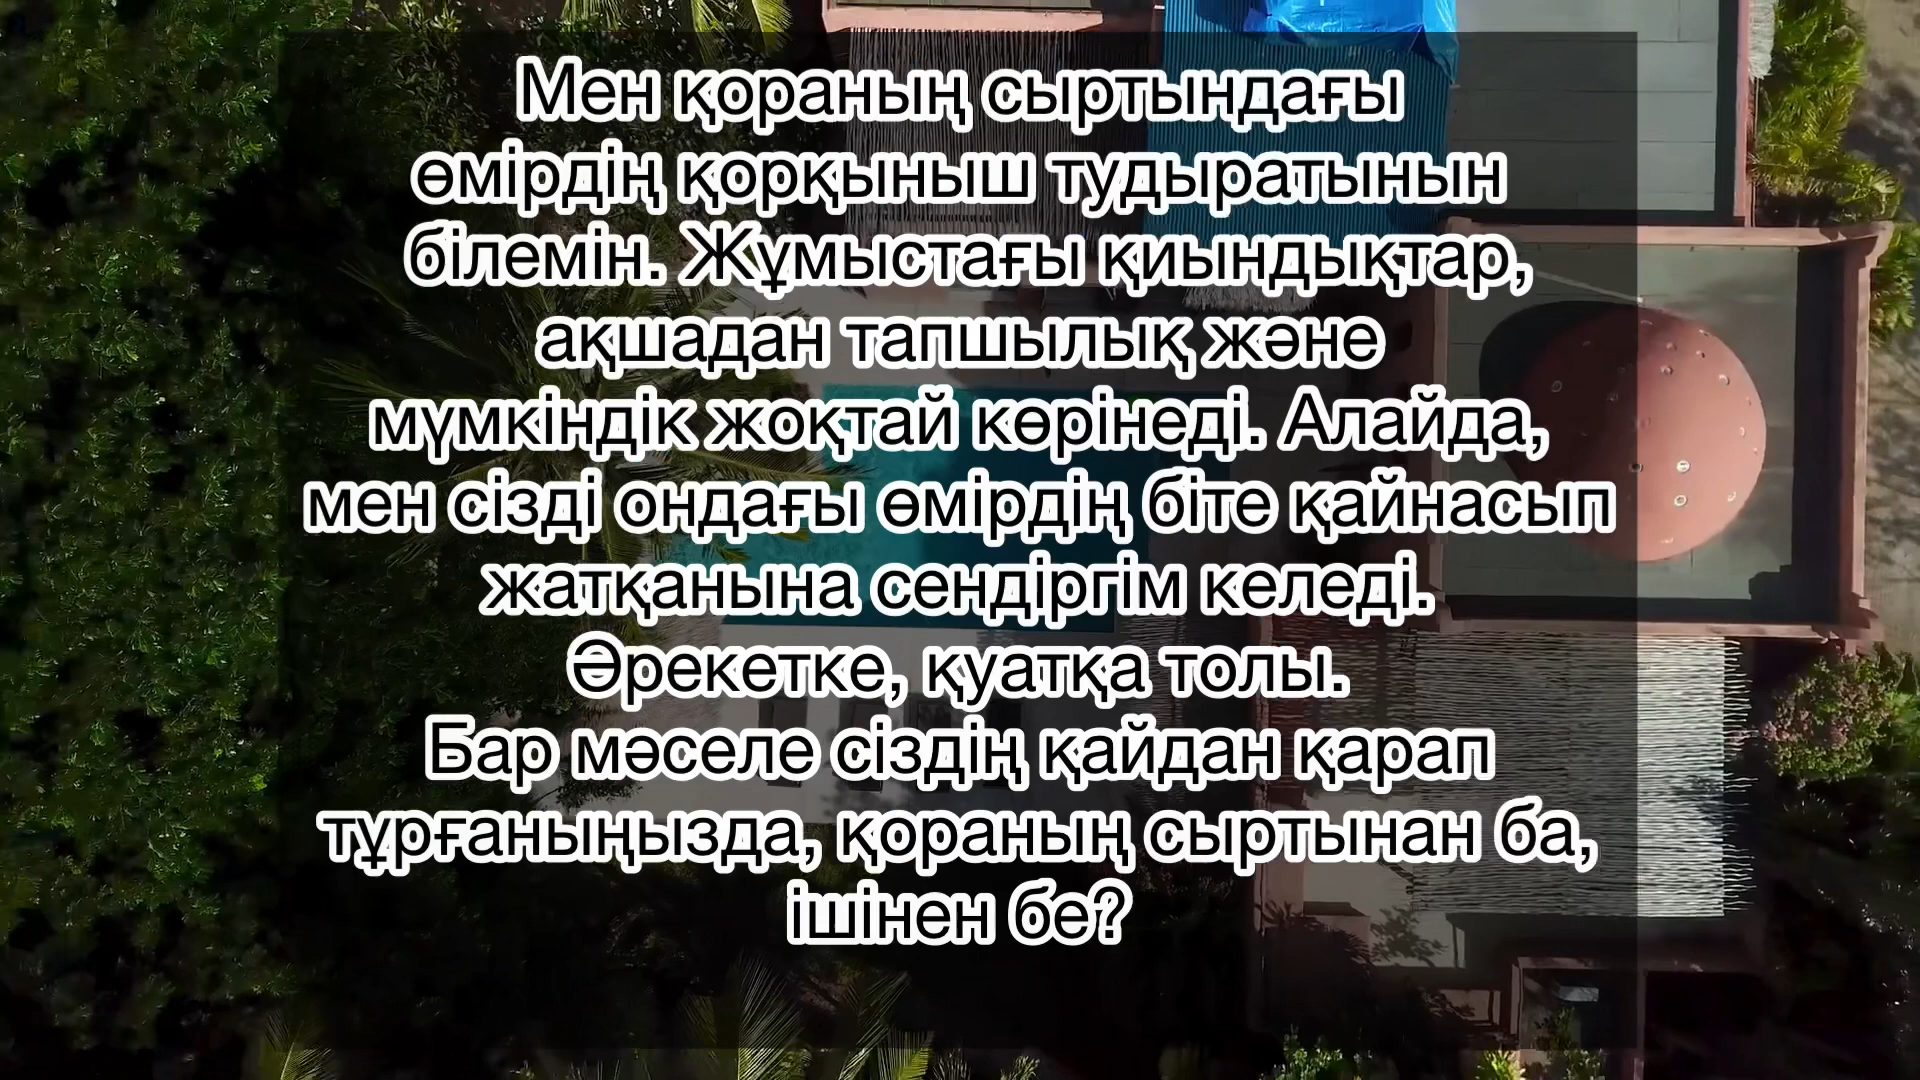 Мен қораның сыртындағы
өмірдің қорқыныш тудыратынын
білемін. Жұмыстағы қиындықтар,
ақшадан тапшылық және
мүмкіндік жоқтай көрінеді. Алайда,
мен сізді ондағы өмірдің біте қайнасып
жатқанына сендіргім келеді.
Әрекетке, қуатқа толы.
Бар мәселе сіздің қайдан қарап
тұрғаныңызда, қораның сыртынан ба,
ішінен бе?